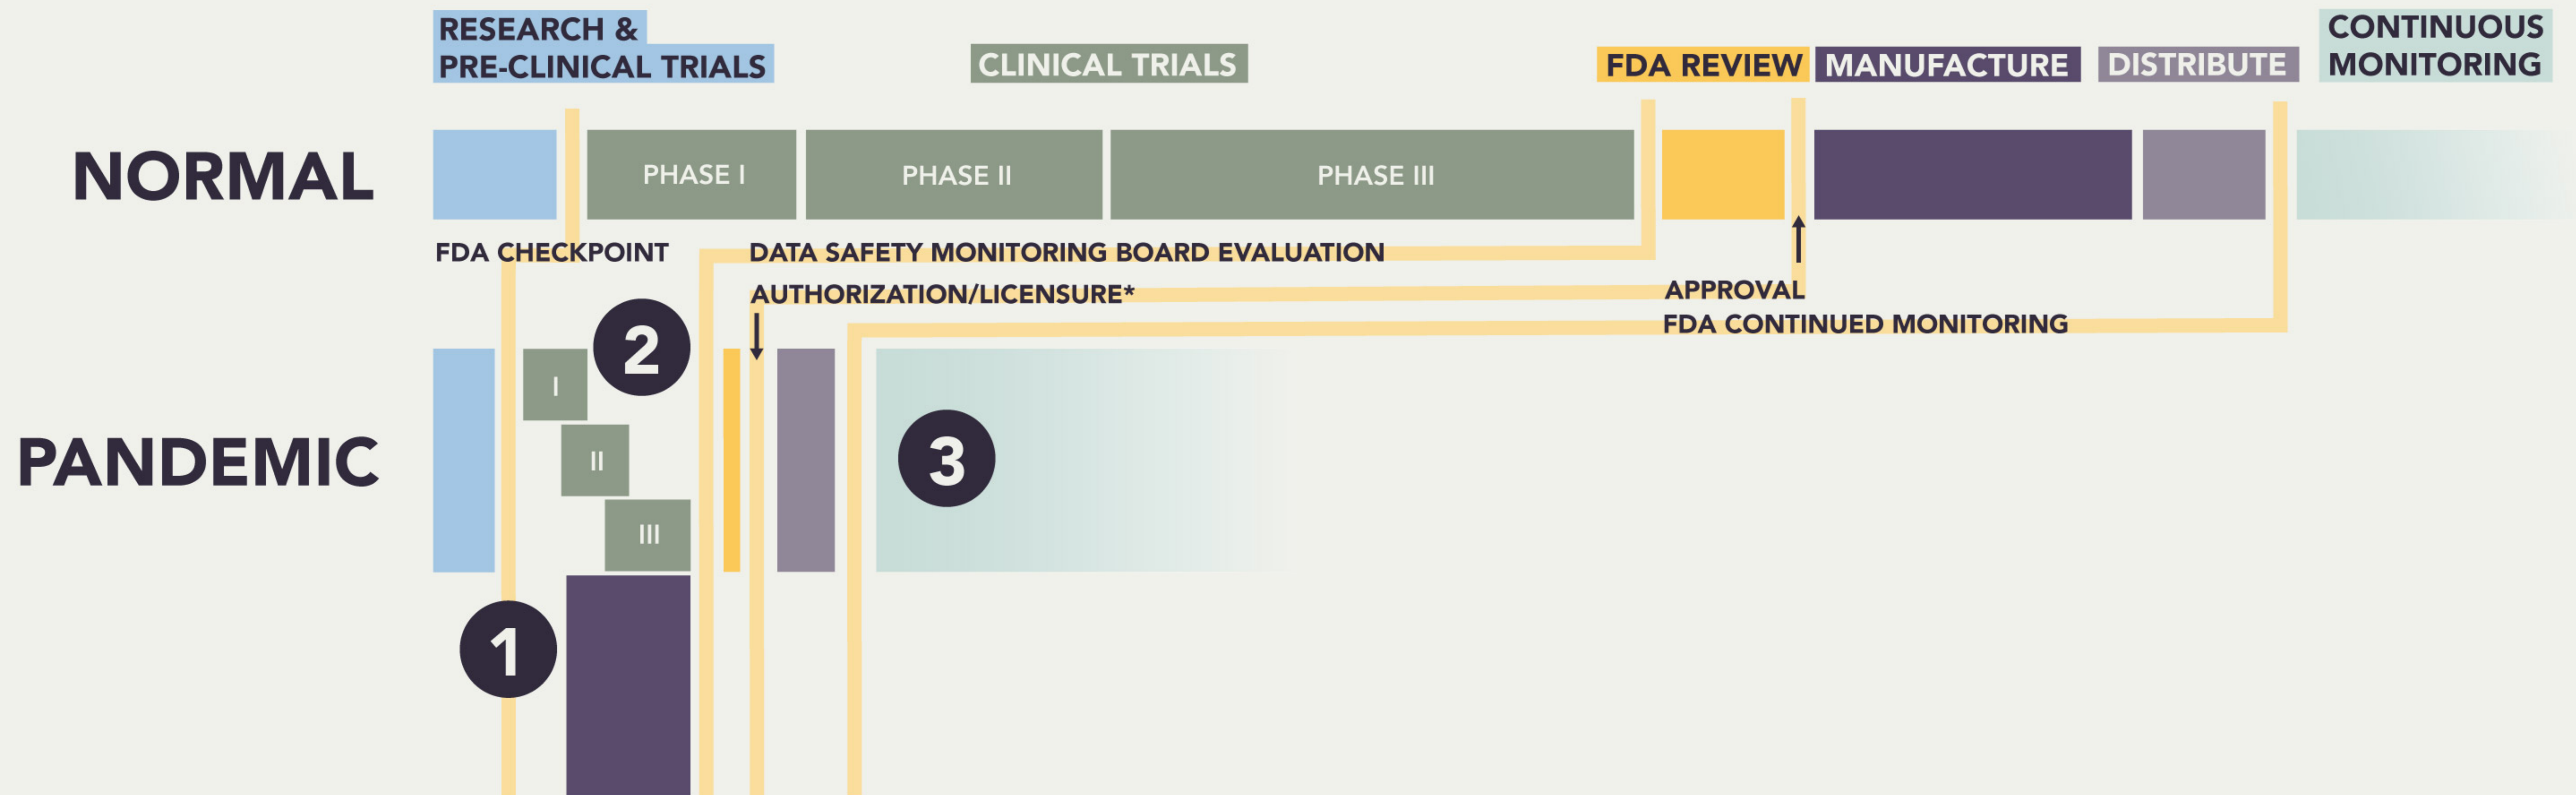 RESEARCH &
PRE-CLINICAL TRIALS
CLINICAL TRIALS
FDA REVIEW
MANUFACTURE
DISTRIBUTE
CONTINUOUS
MONITORING
NORMAL
PHASE I
PHASE II
PHASE III
FDA CHECKPOINT
DATA SAFETY MONITORING BOARD EVALUATION
AUTHORIZATION/LICENSURE*
APPROVAL
FDA CONTINUED MONITORING
PANDEMIC
I
2
II
3
III
1